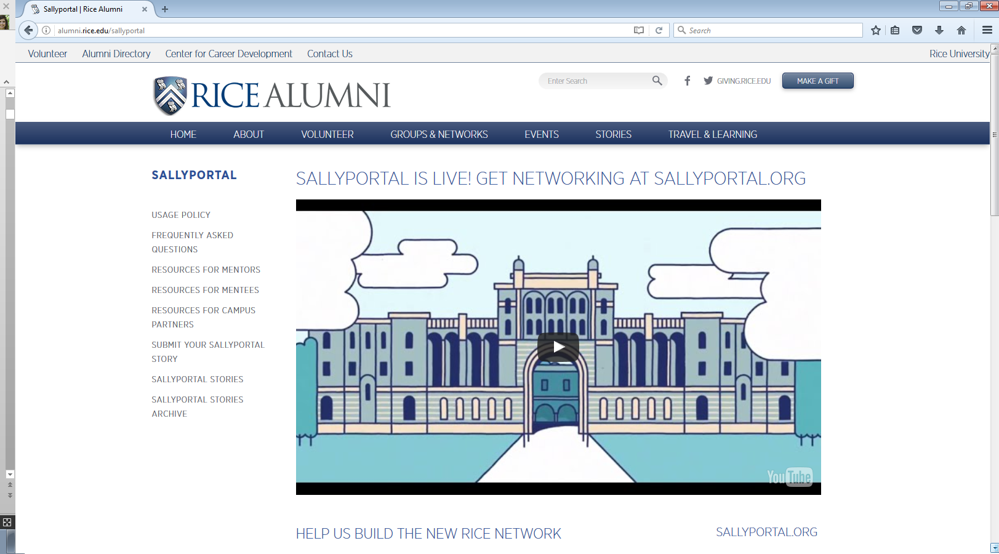 Sallyportal | Rice Alumni
alumni.rice.edu/sallyportal
Search
Volunteer Alumni Directory Center for Career Development Contact Us Rice University
RICE ALUMNI
Enter Search
GIVING.RICE.EDU
MAKE A GIFT
HOME ABOUT VOLUNTEER GROUPS & NETWORKS EVENTS STORIES TRAVEL & LEARNING
SALLYPORTAL
USAGE POLICY
FREQUENTLY ASKED
QUESTIONS
RESOURCES FOR MENTORS
RESOURCES FOR MENTEES
RESOURCES FOR CAMPUS
PARTNERS
SUBMIT YOUR SALLYPORTAL
STORY
SALLYPORTAL STORIES
SALLYPORTAL STORIES
ARCHIVE
SALLYPORTAL IS LIVE! GET NETWORKING AT SALLYPORTAL.ORG
YouTube
HELP US BUILD THE NEW RICE NETWORK
SALLYPORTAL.ORG